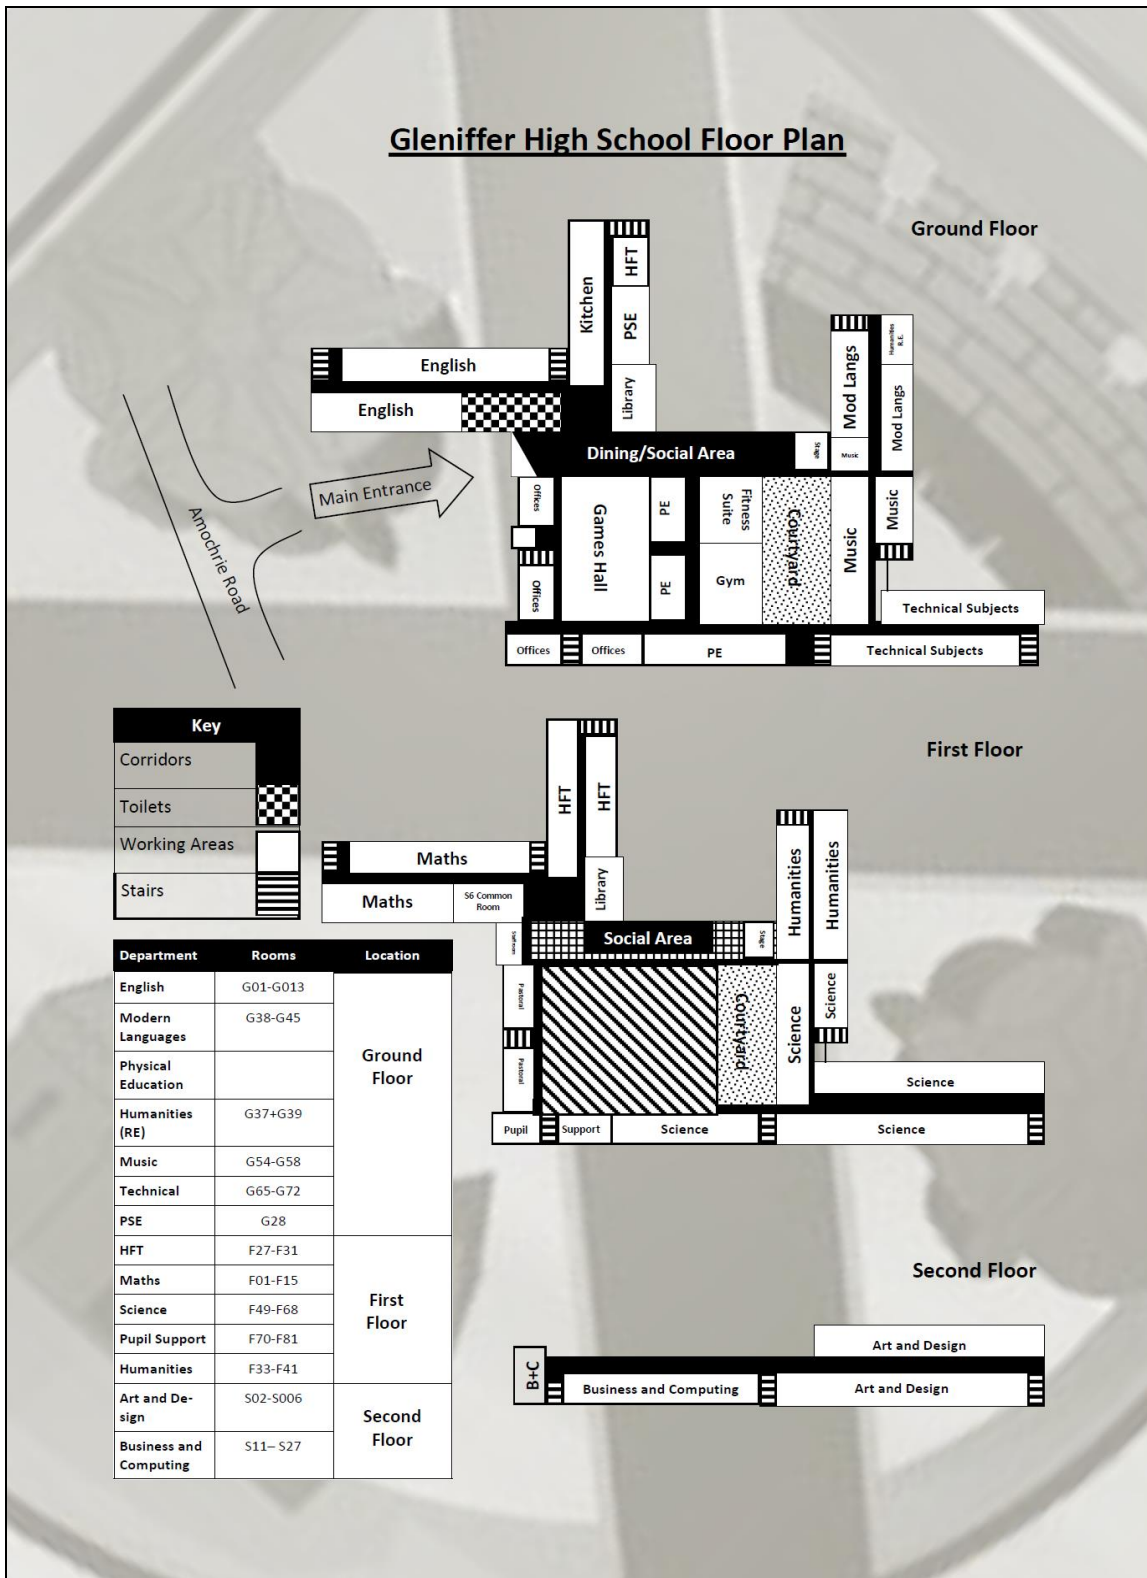 Gleniffer High School Floor Plan
Ground Floor
Kitchen
HFT
PSE
Library
English
English
Mod Langs
Humanities
R.E.
Mod Langs
Music
Dining/Social Area
Stage
Main Entrance
Amochrie Road
Offices
Offices
Games Hall
PE
PE
Fitness
Suite
Gym
Courtyard
Music
Music
Technical Subjects
Offices
Offices
PE
Technical Subjects
Key
Corridors
Toilets
Working Areas
Stairs
First Floor
HFT
HFT
Library
Maths
Maths
S6 Common
Room
Humanities
Humanities
Staff room
Social Area
Stage
Pastoral
Pastoral
Courtyard
Science
Science
Science
Pupil
Support
Science
Science
Department Rooms Location
English G01-G013
Modern
Languages G38-G45
Physical
Education
Ground
Floor
Humanities
(RE) G37+G39
Music G54-G58
Technical G65-G72
PSE G28
HFT F27-F31
Maths F01-F15
Science F49-F68
First
Floor
Pupil Support F70-F81
Humanities F33-F41
Art and De-
sign S02-S006
Second
Floor
Business and
Computing S11– S27
Second Floor
Art and Design
B+C
Business and Computing
Art and Design